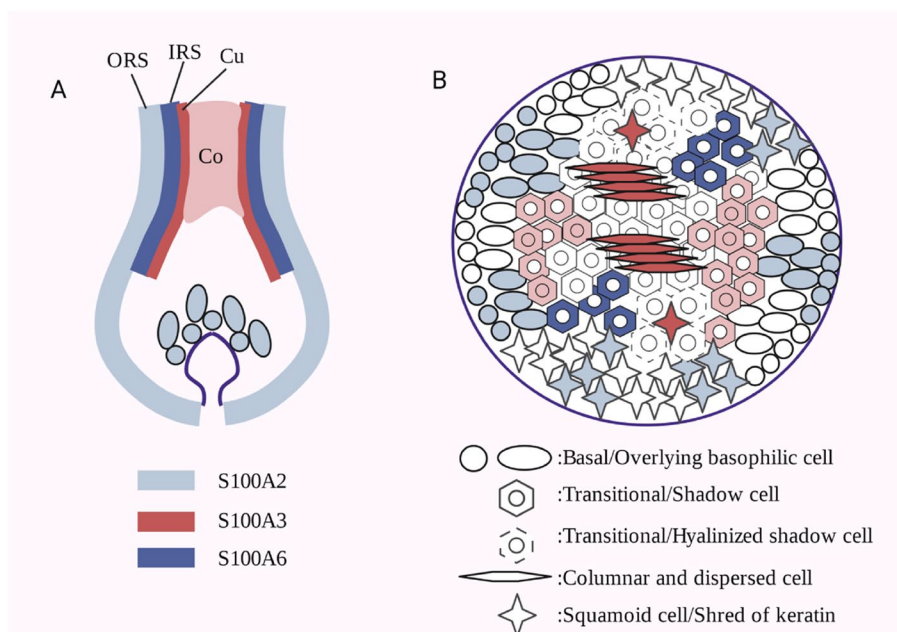 A
ORS
IRS
Cu
Co
S100A2
S100A3
S100A6
B
:Basal/Overlying basophilic cell
:Transitional/Shadow cell
:Transitional/Hyalinized shadow cell
:Columnar and dispersed cell
:Squamoid cell/Shred of keratin